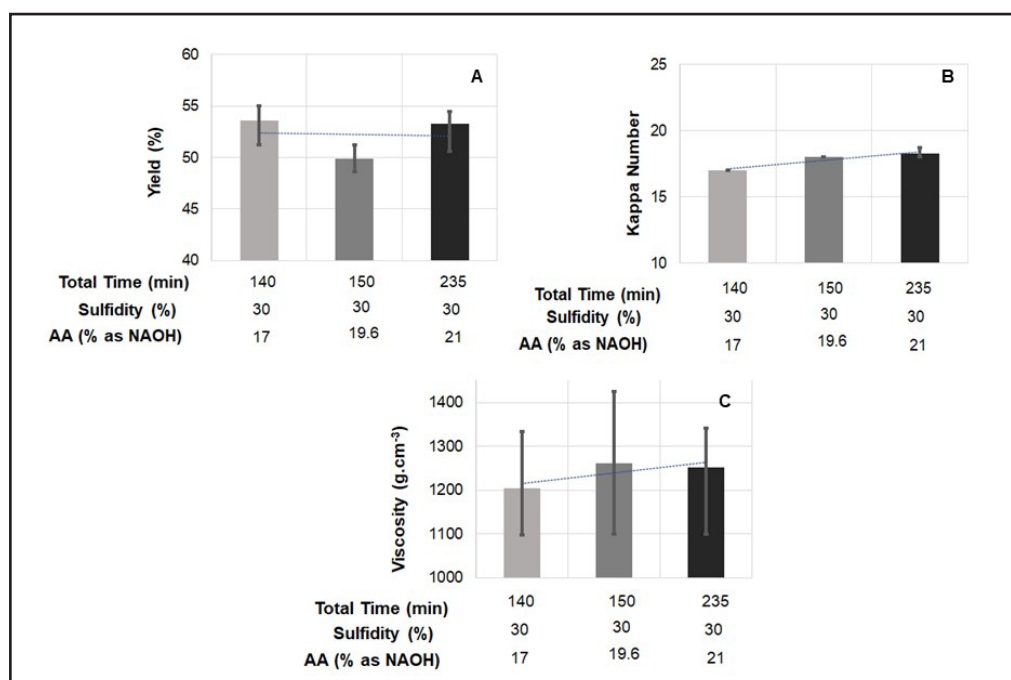 60
55
50
45
40
Yield (%)
A
Total Time (min) 140 150 235
Sulfidity (%) 30 30 30
AA (% as NAOH) 17 19.6 21
25
20
15
10
Kappa Number
B
Total Time (min) 140 150 235
Sulfidity (%) 30 30 30
AA (% as NAOH) 17 19.6 21
1400
1300
1200
1100
1000
Viscosity (g.cm⁻³)
C
Total Time (min) 140 150 235
Sulfidity (%) 30 30 30
AA (% as NAOH) 17 19.6 21